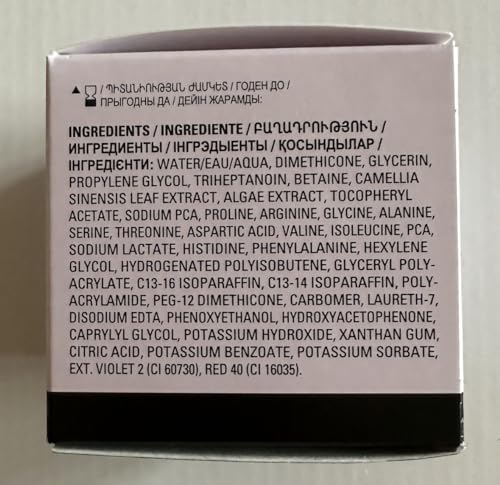 ▲ / ՊԻՏԱՆԻՈՒԹՅԱՆ ԺԱՄԿԵՏ / ГОДЕН ДО /
ПРЫГОДНЫ ДА / ДЕЙІН ЖАРАМДЫ:
INGREDIENTS / INGREDIENTE / ԲԱՂԱԴՐՈՒԹՅՈՒՆ /
ИНГРЕДИЕНТЫ / ІНГРЭДЫЕНТЫ / ҚОСЫНДЫЛАР /
ІНГРЕДІЄНТИ: WATER/EAU/AQUA, DIMETHICONE, GLYCERIN,
PROPYLENE GLYCOL, TRIHEPTANOIN, BETAINE, CAMELLIA
SINENSIS LEAF EXTRACT, ALGAE EXTRACT, TOCOPHERYL
ACETATE, SODIUM PCA, PROLINE, ARGININE, GLYCINE, ALANINE,
SERINE, THREONINE, ASPARTIC ACID, VALINE, ISOLEUCINE, PCA,
SODIUM LACTATE, HISTIDINE, PHENYLALANINE, HEXYLENE
GLYCOL, HYDROGENATED POLYISOBUTENE, GLYCERYL POLY-
ACRYLATE, C13-16 ISOPARAFFIN, C13-14 ISOPARAFFIN, POLY-
ACRYLAMIDE, PEG-12 DIMETHICONE, CARBOMER, LAURETH-7,
DISODIUM EDTA, PHENOXYETHANOL, HYDROXYACETOPHENONE,
CAPRYLYL GLYCOL, POTASSIUM HYDROXIDE, XANTHAN GUM,
CITRIC ACID, POTASSIUM BENZOATE, POTASSIUM SORBATE,
EXT. VIOLET 2 (CI 60730), RED 40 (CI 16035).